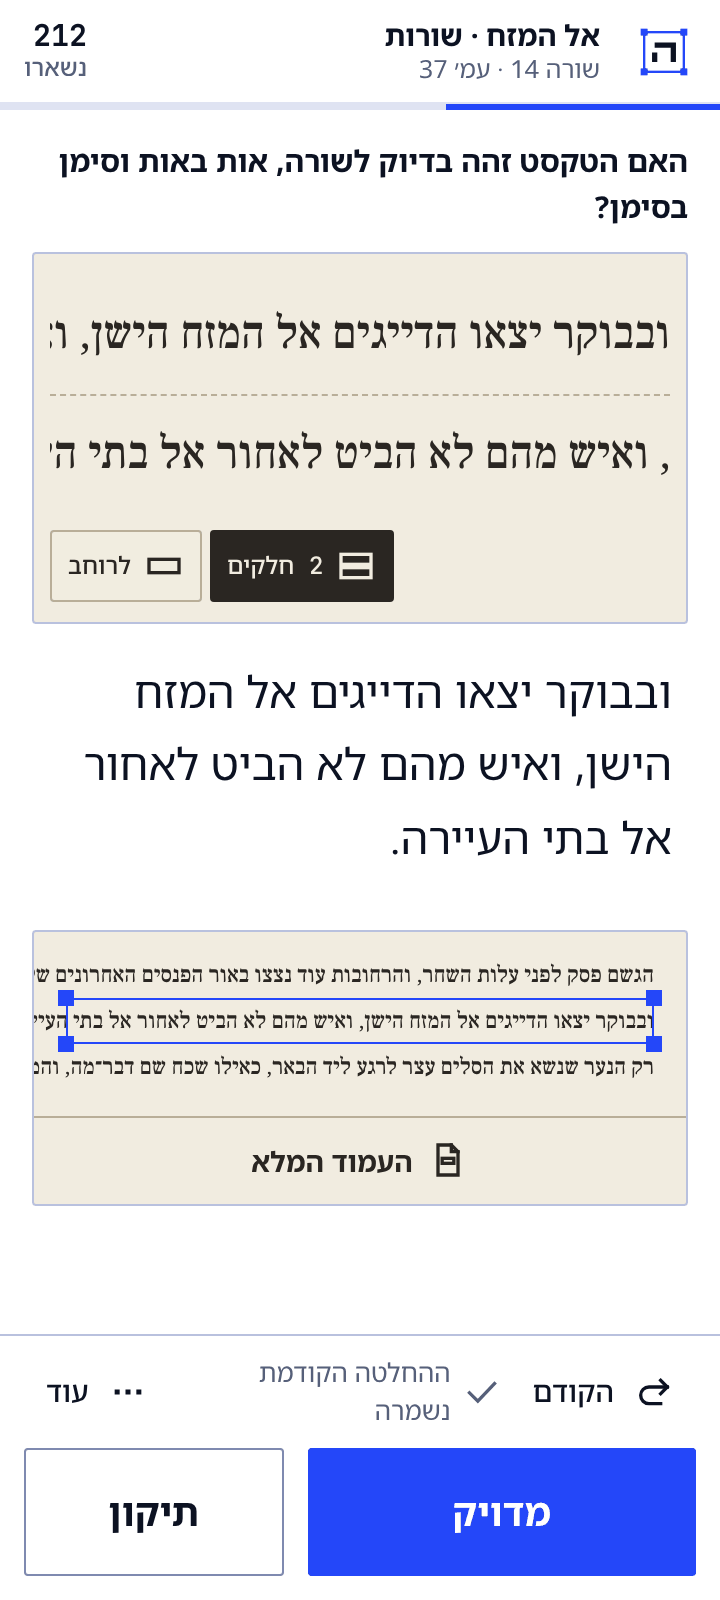 ה
אל המזח · שורות
שורה 14 · עמ׳ 37
212
נשארו
האם הטקסט זהה בדיוק לשורה, אות באות וסימן
בסימן?
ובבוקר יצאו הדייגים אל המזח הישן,
, ואיש מהם לא הביט לאחור אל בתי
2 חלקים
לרוחב
ובבוקר יצאו הדייגים אל המזח
הישן, ואיש מהם לא הביט לאחור
אל בתי העיירה.
הגשם פסק לפני עלות השחר, והרחובות עוד נצצו באור הפנסים האחרונים
ובבוקר יצאו הדייגים אל המזח הישן, ואיש מהם לא הביט לאחור אל בתי
רק הנער שנשא את הסלים עצר לרגע ליד הבאר, כאילו שכח שם דבר־מה,
העמוד המלא
הקודם
ההחלטה הקודמת
נשמרה
עוד
מדויק
תיקון